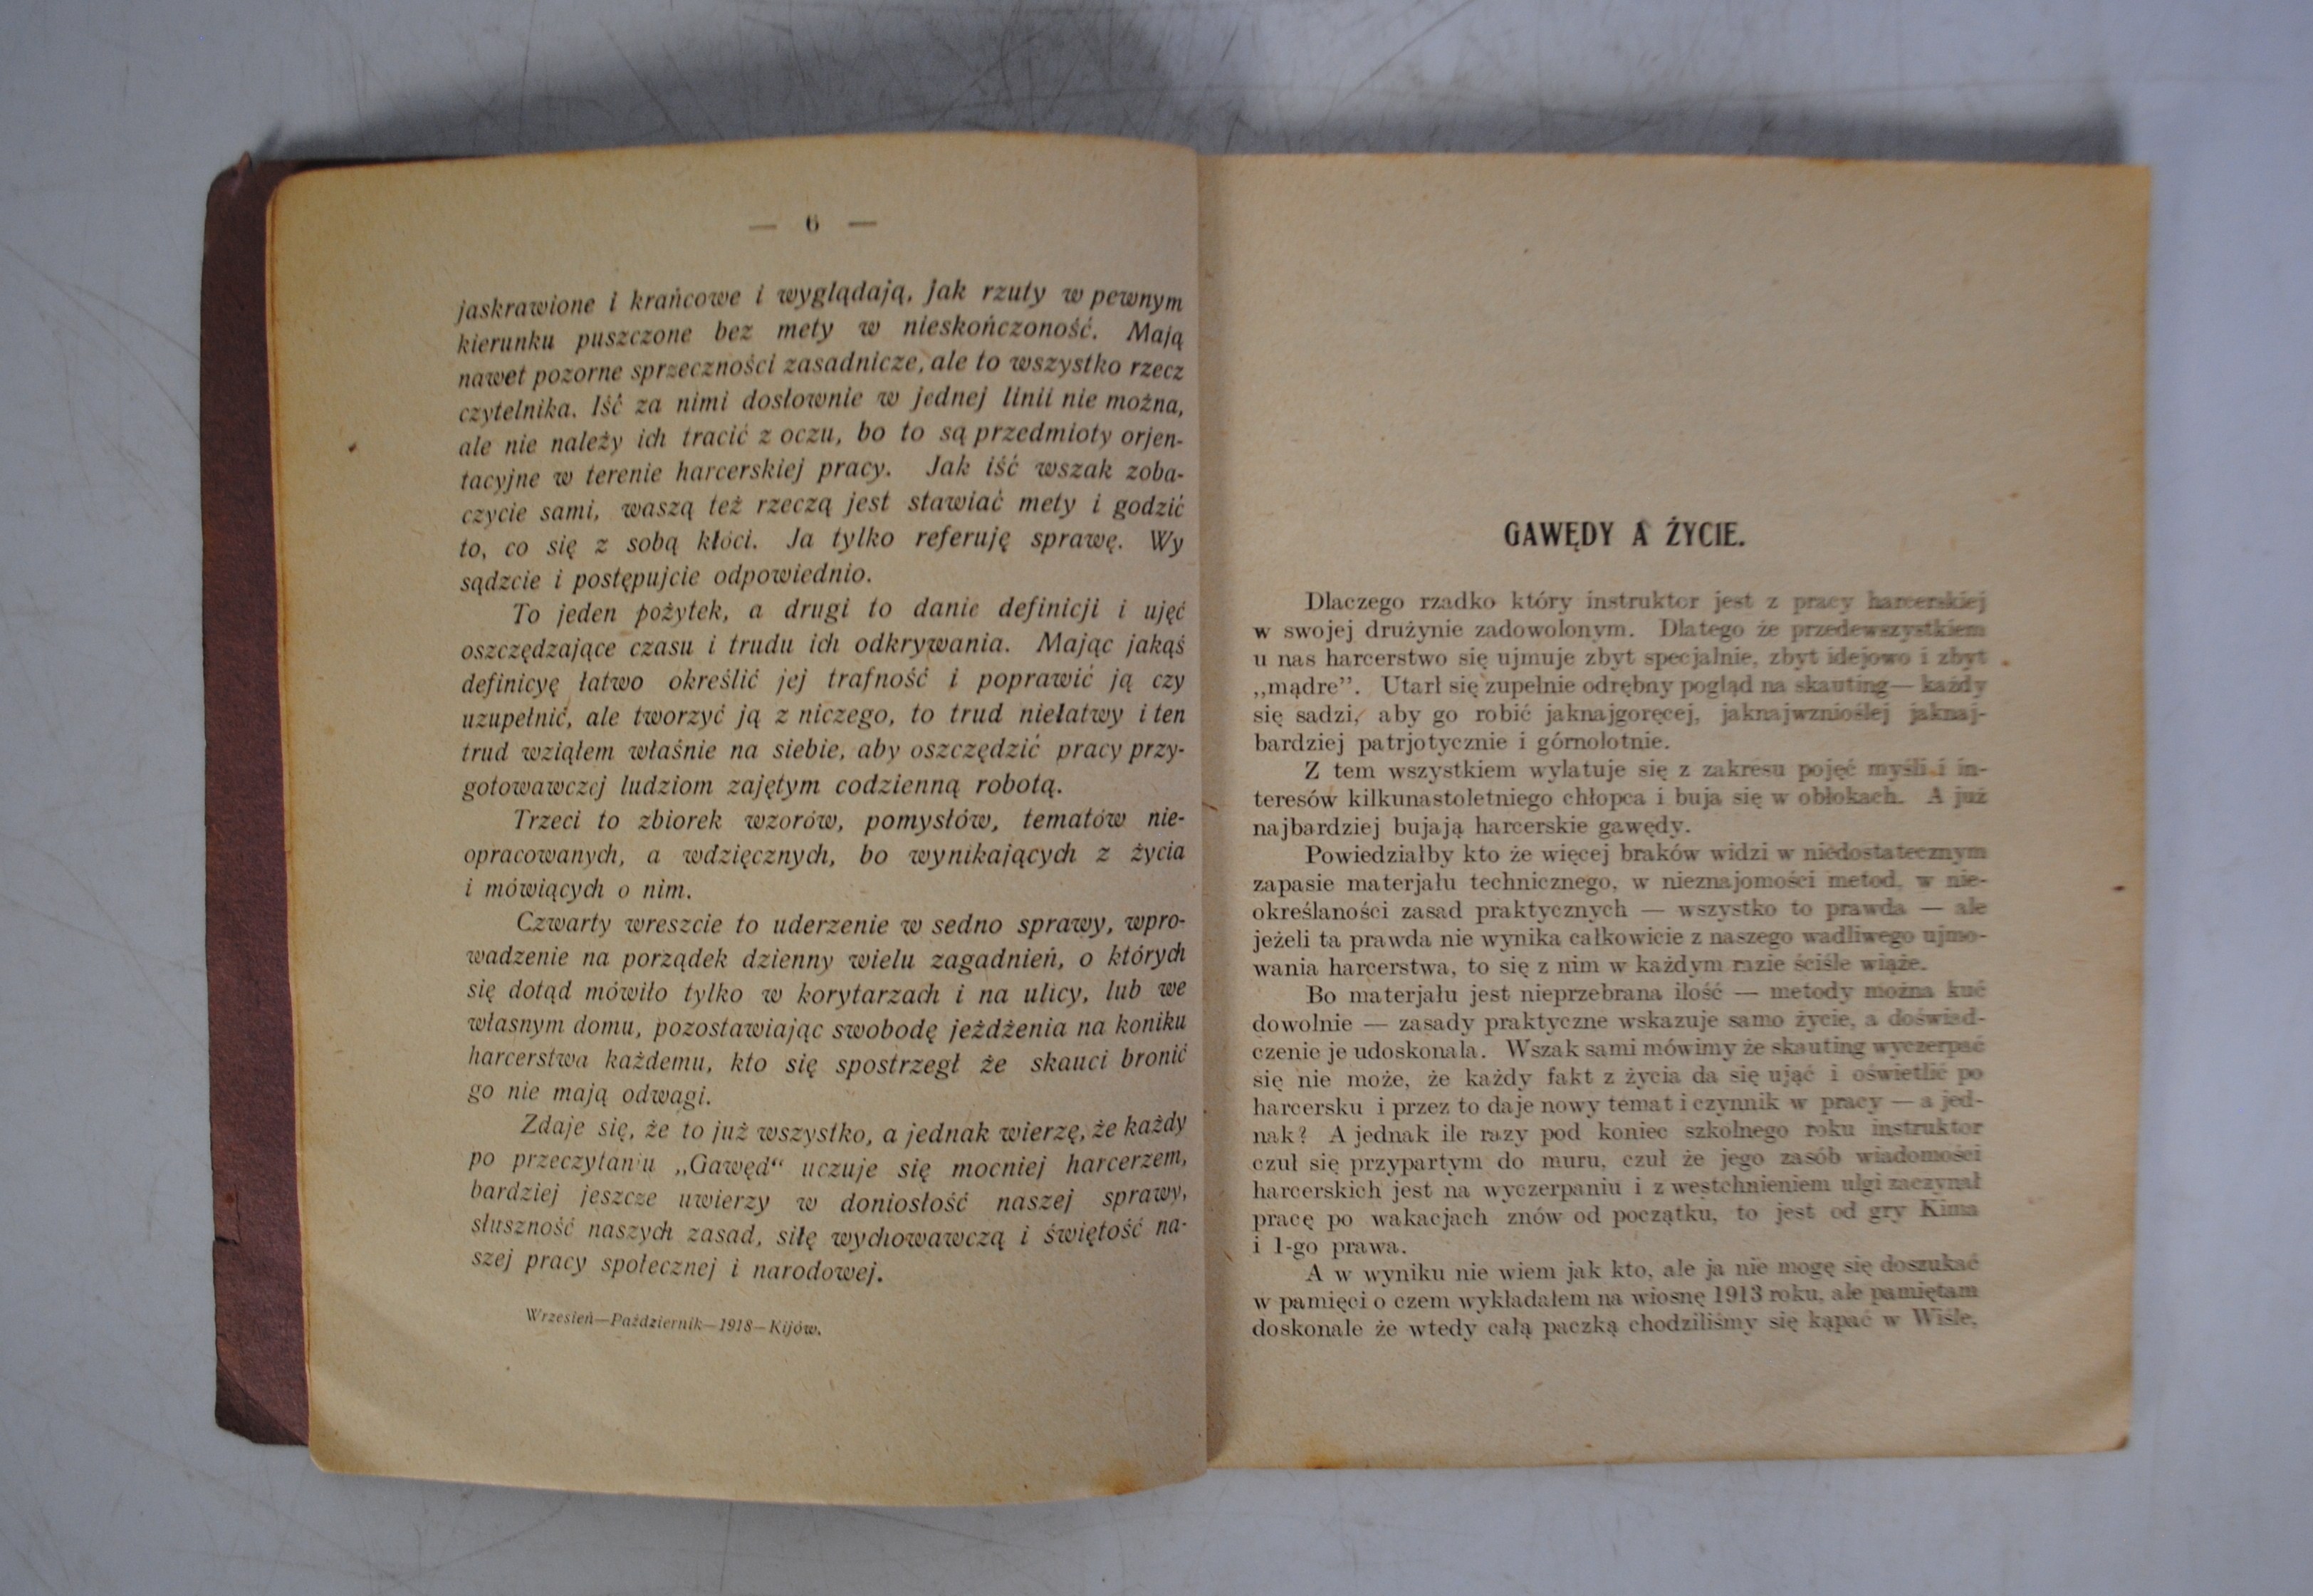 — 6 —
jaskrawione i krańcowe i wyglądają, jak rzuty w pewnym
kierunku puszczone bez mety w nieskończoność. Mają
nawet pozorne sprzeczności zasadnicze, ale to wszystko rzecz
czytelnika. Iść za nimi dosłownie w jednej linii nie można,
ale nie należy ich tracić z oczu, bo to są przedmioty orjen-
tacyjne w terenie harcerskiej pracy. Jak iść wszak zoba-
czycie sami, waszą też rzeczą jest stawiać mety i godzić
to, co się z sobą kłóci. Ja tylko referuję sprawę. Wy
sądzcie i postępujcie odpowiednio.
To jeden pożytek, a drugi to danie definicji i ujęć
oszczędzające czasu i trudu ich odkrywania. Mając jakąś
definicyę łatwo określić jej trafność i poprawić ją czy
uzupełnić, ale tworzyć ją z niczego, to trud niełatwy i ten
trud wziąłem właśnie na siebie, aby oszczędzić pracy przy-
gotowawczej ludziom zajętym codzienną robotą.
Trzeci to zbiorek wzorów, pomysłów, tematów nie-
opracowanych, a wdzięcznych, bo wynikających z życia
i mówiących o nim.
Czwarty wreszcie to uderzenie w sedno sprawy, wpro-
wadzenie na porządek dzienny wielu zagadnień, o których
się dotąd mówiło tylko w korytarzach i na ulicy, lub we
własnym domu, pozostawiając swobodę jeżdżenia na koniku
harcerstwa każdemu, kto się spostrzegł że skauci bronić
go nie mają odwagi.
Zdaje się, że to już wszystko, a jednak wierzę, że każdy
po przeczytaniu „Gawęd“ uczuje się mocniej harcerzem,
bardziej jeszcze uwierzy w doniosłość naszej sprawy,
słuszność naszych zasad, siłę wychowawczą i świętość na-
szej pracy społecznej i narodowej.
Wrzesień—Październik—1918—Kijów.
GAWĘDY A ŻYCIE.
Dlaczego rzadko który instruktor jest z pracy harcerskiej
w swojej drużynie zadowolonym. Dlatego że przedewszystkiem
u nas harcerstwo się ujmuje zbyt specjalnie, zbyt idejowo i zbyt
„mądre”. Utarł się zupełnie odrębny pogląd na skauting— każdy
się sadzi, aby go robić jaknajgoręcej, jaknajwznioślej jaknaj-
bardziej patrjotycznie i górnolotnie.
Z tem wszystkiem wylatuje się z zakresu pojęć myśli i in-
teresów kilkunastoletniego chłopca i buja się w obłokach. A już
najbardziej bujają harcerskie gawędy.
Powiedziałby kto że więcej braków widzi w niedostatecznym
zapasie materjału technicznego, w nieznajomości metod, w nie-
określaności zasad praktycznych — wszystko to prawda — ale
jeżeli ta prawda nie wynika całkowicie z naszego wadliwego ujmo-
wania harcerstwa, to się z nim w każdym razie ściśle wiąże.
Bo materjału jest nieprzebrana ilość — metody można kuć
dowolnie — zasady praktyczne wskazuje samo życie, a doświad-
czenie je udoskonala. Wszak sami mówimy że skauting wyczerpać
się nie może, że każdy fakt z życia da się ująć i oświetlić po
harcersku i przez to daje nowy temat i czynnik w pracy — a jed-
nak? A jednak ile razy pod koniec szkolnego roku instruktor
czuł się przypartym do muru, czuł że jego zasób wiadomości
harcerskich jest na wyczerpaniu i z westchnieniem ulgi zaczynał
pracę po wakacjach znów od początku, to jest od gry Kima
i 1-go prawa.
A w wyniku nie wiem jak kto, ale ja nie mogę się doszukać
w pamięci o czem wykładałem na wiosnę 1913 roku, ale pamiętam
doskonale że wtedy całą paczką chodziliśmy się kąpać w Wiśle,